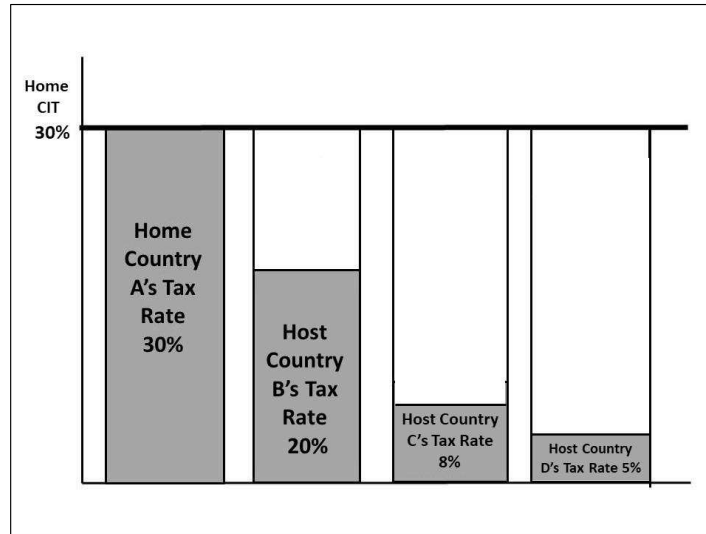 Home
CIT
30%
Home
Country
A's Tax
Rate
30%
Host
Country
B's Tax
Rate
20%
Host Country
C's Tax Rate
8%
Host Country
D's Tax Rate 5%